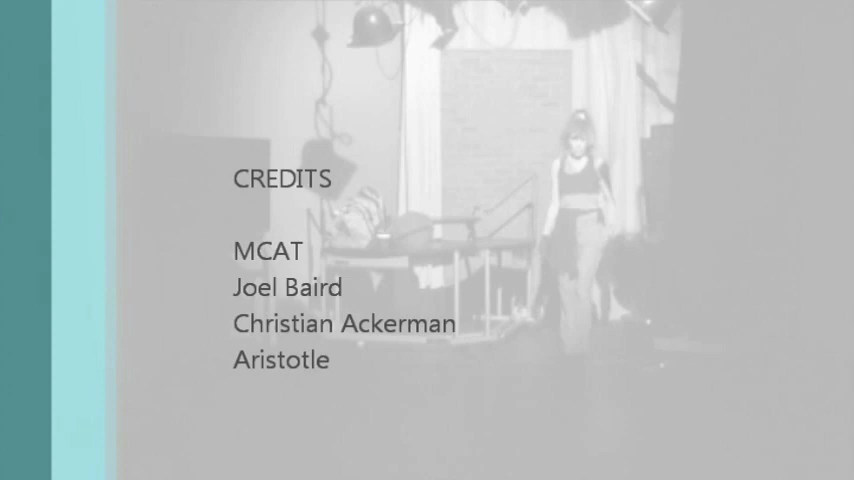 CREDITS
MCAT
Joel Baird
Christian Ackerman
Aristotle